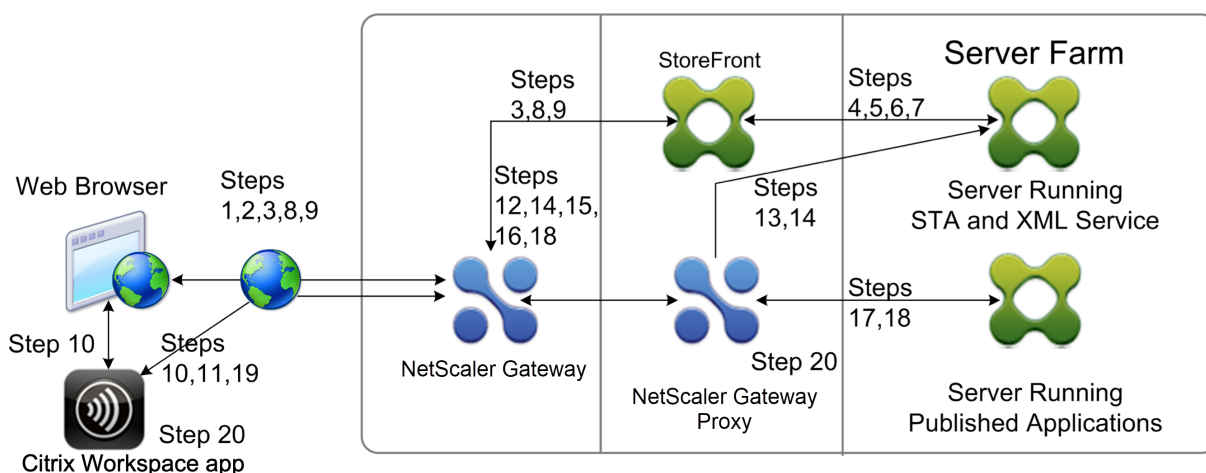 Server Farm
StoreFront
Steps
3,8,9
Steps
4,5,6,7
Web Browser
Steps
1,2,3,8,9
Steps
12,14,15,
16,18
Steps
13,14
Server Running
STA and XML Service
Steps
17,18
Step 10
Steps
10,11,19
NetScaler Gateway
Step 20
NetScaler Gateway
Proxy
Server Running
Published Applications
Step 20
Citrix Workspace app